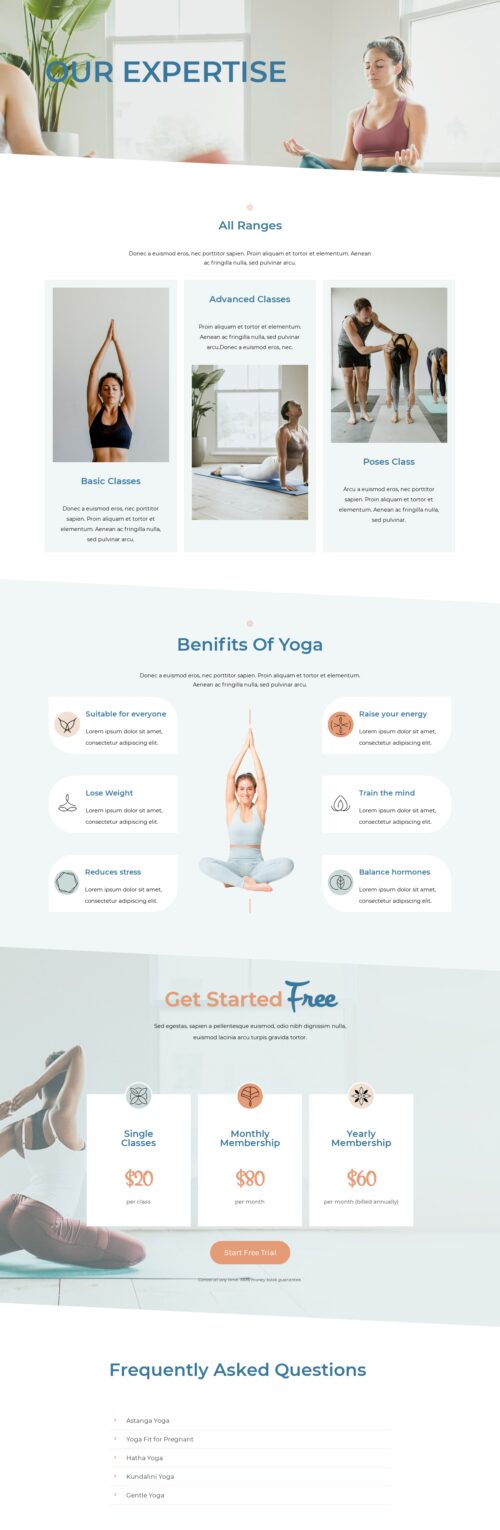 OUR EXPERTISE
All Ranges
Donec a euismod eros, nec porttitor sapien. Proin aliquam et tortor et elementum. Aenean
ac fringilla nulla, sed pulvinar arcu.
Basic Classes
Donec a euismod eros, nec porttitor
sapien. Proin aliquam et tortor et
elementum. Aenean ac fringilla nulla,
sed pulvinar arcu.
Advanced Classes
Proin aliquam et tortor et elementum.
Aenean ac fringilla nulla, sed pulvinar
arcu.Donec a euismod eros, nec.
Poses Class
Arcu a euismod eros, nec porttitor
sapien. Proin aliquam et tortor et
elementum. Aenean ac fringilla nulla,
sed pulvinar.
Benifits Of Yoga
Donec a euismod eros, nec porttitor sapien. Proin aliquam et tortor et elementum.
Aenean ac fringilla nulla, sed pulvinar arcu.
Suitable for everyone
Lorem ipsum dolor sit amet,
consectetur adipiscing elit.
Lose Weight
Lorem ipsum dolor sit amet,
consectetur adipiscing elit.
Reduces stress
Lorem ipsum dolor sit amet,
consectetur adipiscing elit.
Raise your energy
Lorem ipsum dolor sit amet,
consectetur adipiscing elit.
Train the mind
Lorem ipsum dolor sit amet,
consectetur adipiscing elit.
Balance hormones
Lorem ipsum dolor sit amet,
consectetur adipiscing elit.
Get Started Free
Sed egestas, sapien a pellentesque euismod, odio nibh dignissim nulla,
euismod lacinia arcu turpis gravida tortor.
Single
Classes
$20
per class
Monthly
Membership
$80
per month
Yearly
Membership
$60
per month (billed annually)
Start Free Trial
Cancel at any time. 100% money back guarantee
Frequently Asked Questions
Astanga Yoga
Yoga Fit for Pregnant
Hatha Yoga
Kundalini Yoga
Gentle Yoga